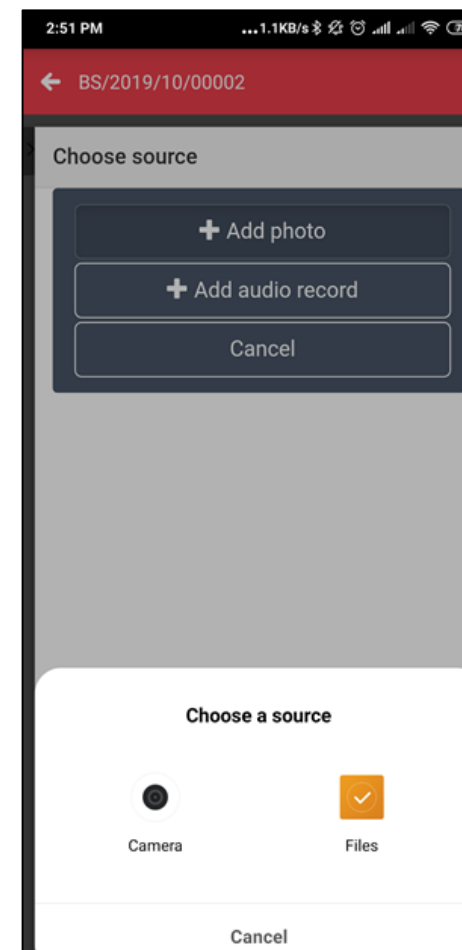 2:51 PM ...1.1KB/s
BS/2019/10/00002
Choose source
+ Add photo
+ Add audio record
Cancel
Choose a source
Camera Files
Cancel